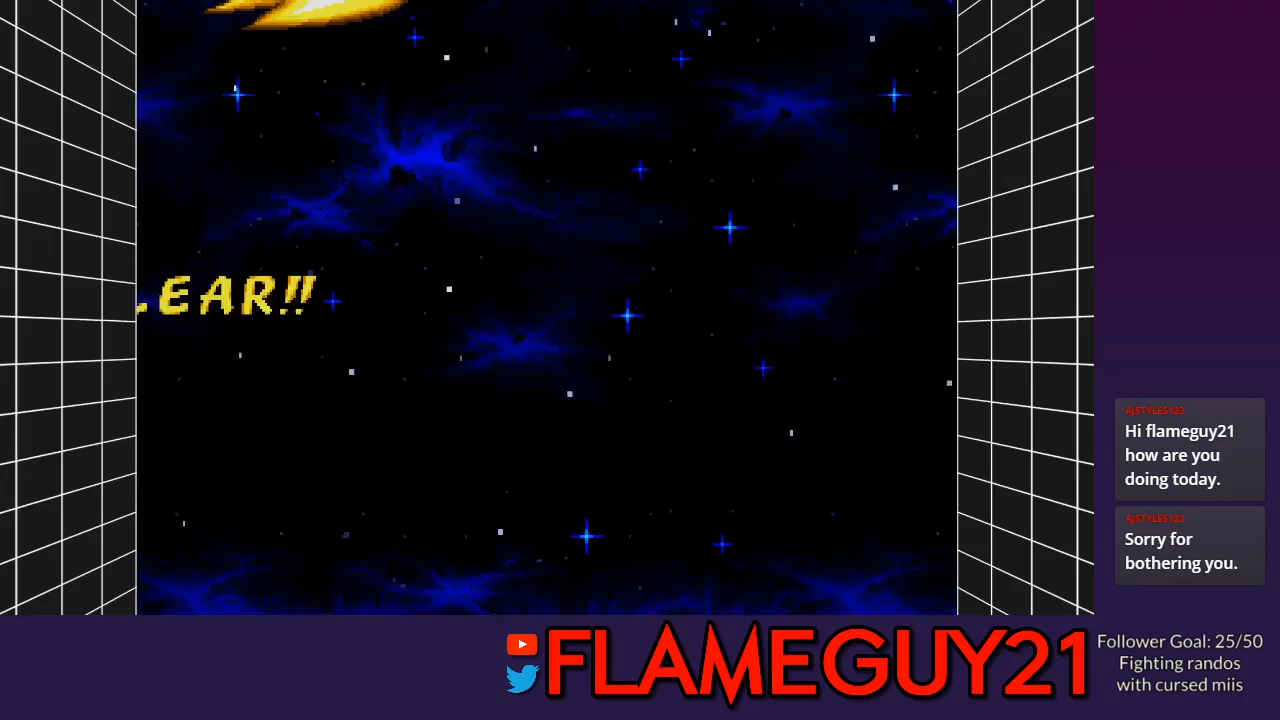 .EAR!!
AJSTYLES123
Hi flameguy21
how are you
doing today.
AJSTYLES123
Sorry for
bothering you.
FLAMEGUY21
Follower Goal: 25/50
Fighting randos
with cursed miis